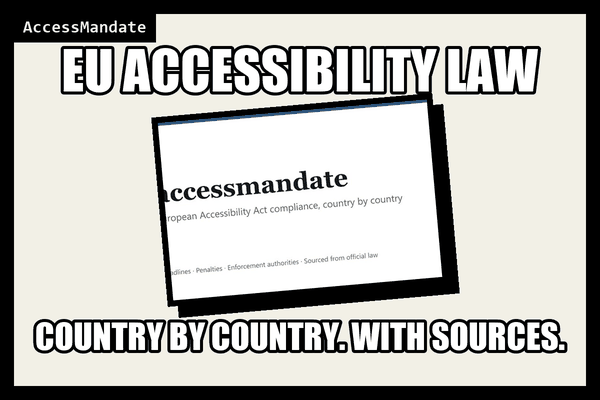 AccessMandate
EU ACCESSIBILITY LAW
accessmandate
ropean Accessibility Act compliance, country by country
adlines · Penalties · Enforcement authorities · Sourced from official law
COUNTRY BY COUNTRY. WITH SOURCES.